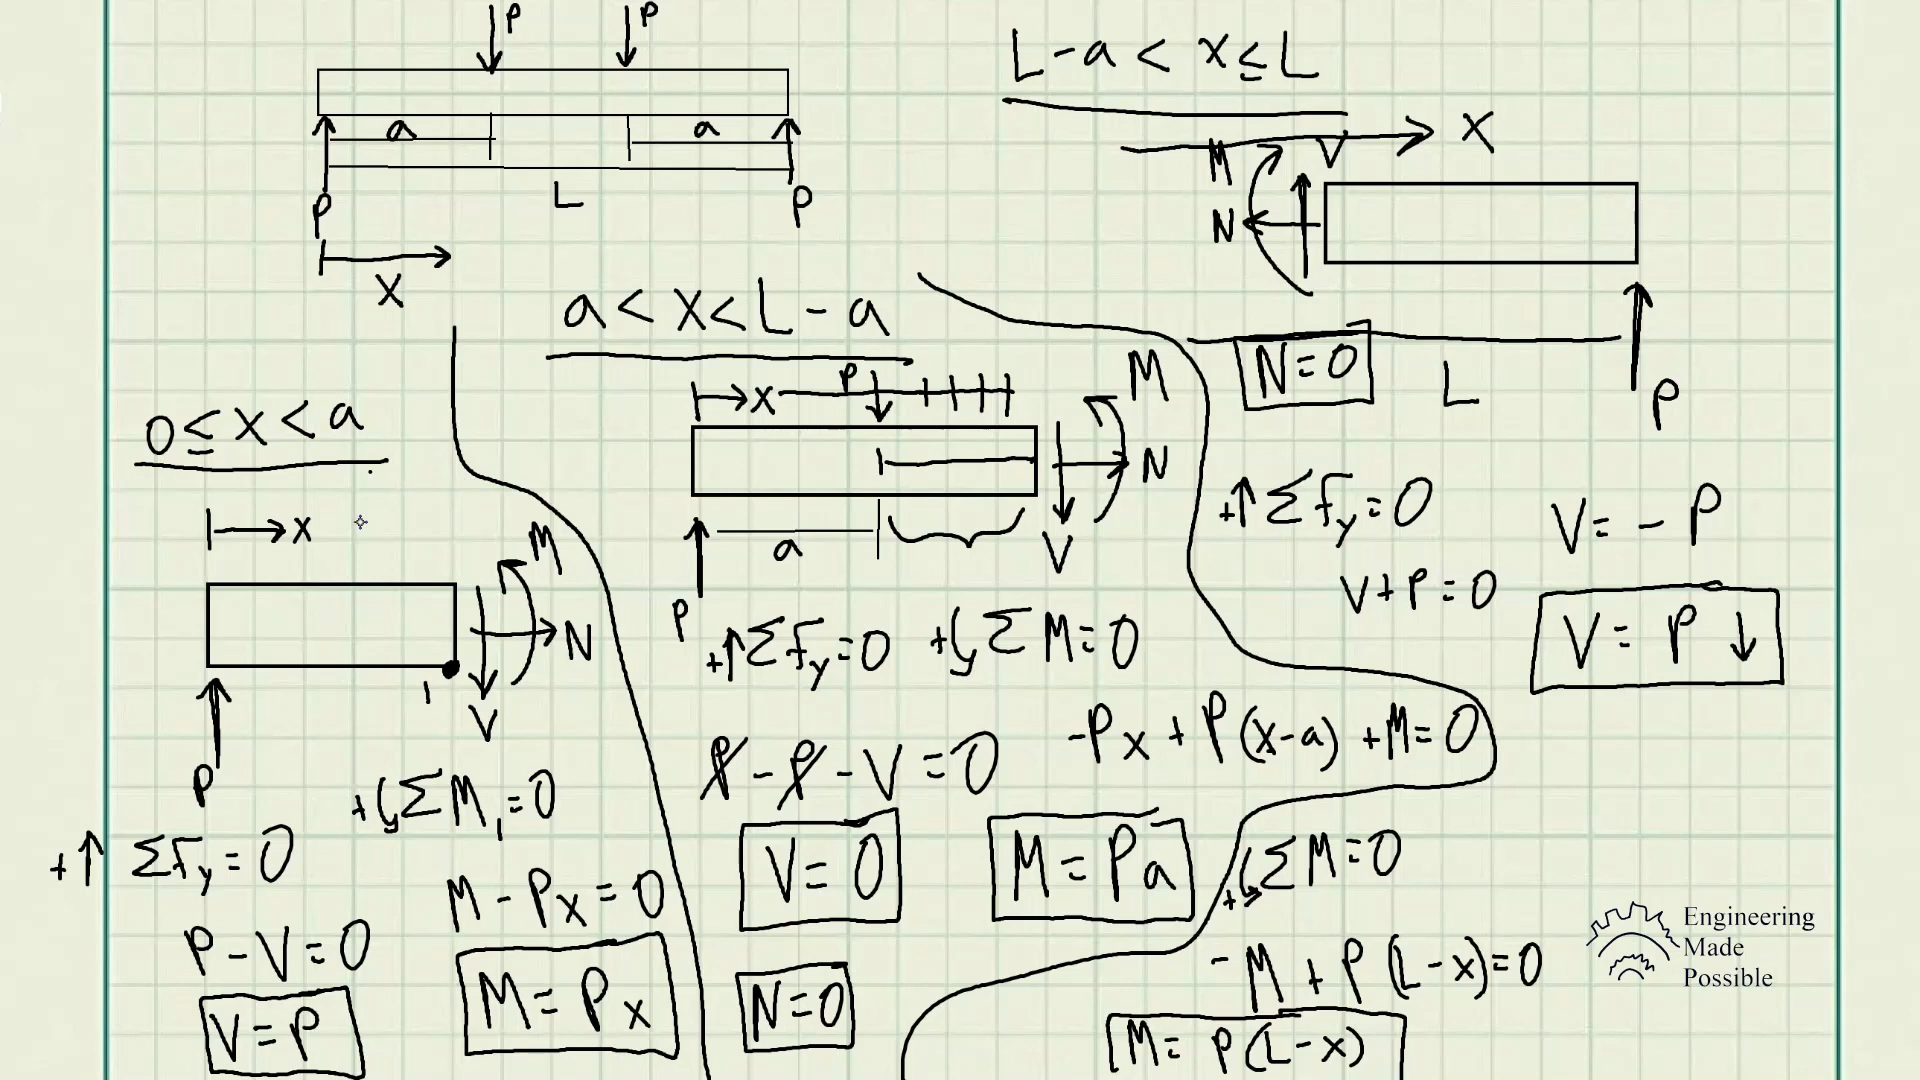 P P
a a
L
P P
X
0 ≤ x < a
x
M
N
V
1
P
+↑ ΣFy = 0
P - V = 0
V = P
+ΣM1 = 0
M - Px = 0
M = Px
a < x < L - a
x P
M
N
V
a
P
+↑ΣFy = 0
P - P - V = 0
V = 0
N = 0
+ΣM = 0
-Px + P(x-a) + M = 0
M = Pa
L - a < x ≤ L
X
M V
N
L
P
N = 0
+↑ΣFy = 0
V + P = 0
V = - P
V = P ↓
+ΣM = 0
-M + P(L-x) = 0
M = P(L-x)
Engineering
Made
Possible